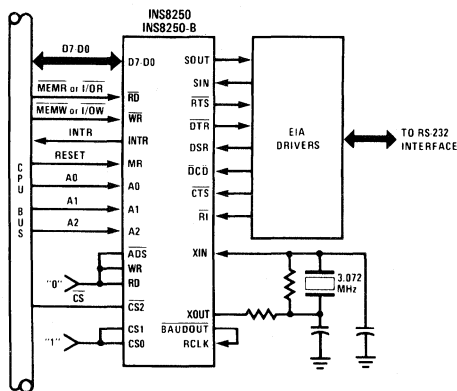 INS8250
INS8250-B
D7-D0
D7-D0
MEMR or I/OR
RD
MEMW or I/OW
WR
INTR
INTR
RESET
MR
A0
A0
A1
A1
A2
A2
ADS
WR
"0"
RD
CS
CS2
CS1
"1"
CS0
CPU BUS
SOUT
SIN
RTS
DTR
DSR
DCD
CTS
RI
XIN
XOUT
BAUDOUT
RCLK
EIA
DRIVERS
TO RS-232
INTERFACE
3.072
MHz